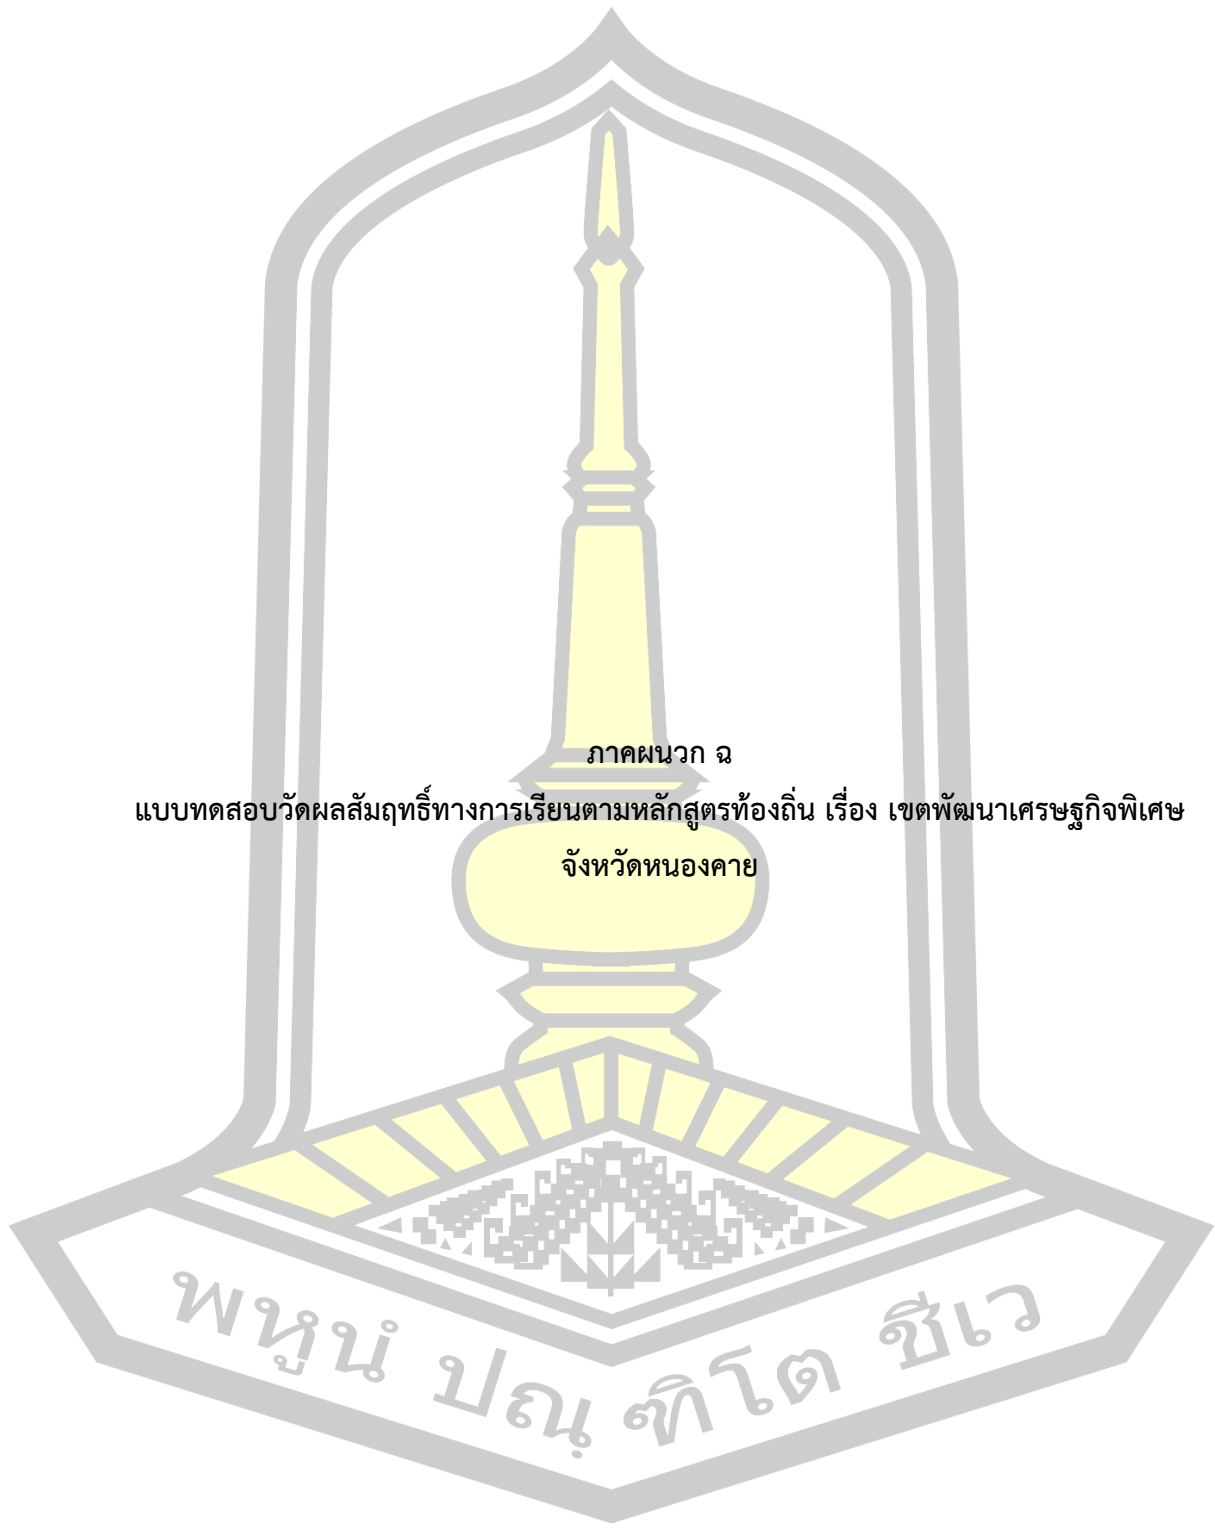 ภาคผนวก ฉ
แบบทดสอบวัดผลสัมฤทธิ์ทางการเรียนตามหลักสูตรท้องถิ่น เรื่อง เขตพัฒนาเศรษฐกิจพิเศษ
จังหวัดหนองคาย
พหูนํ ปณฺฑิโต ชีเว